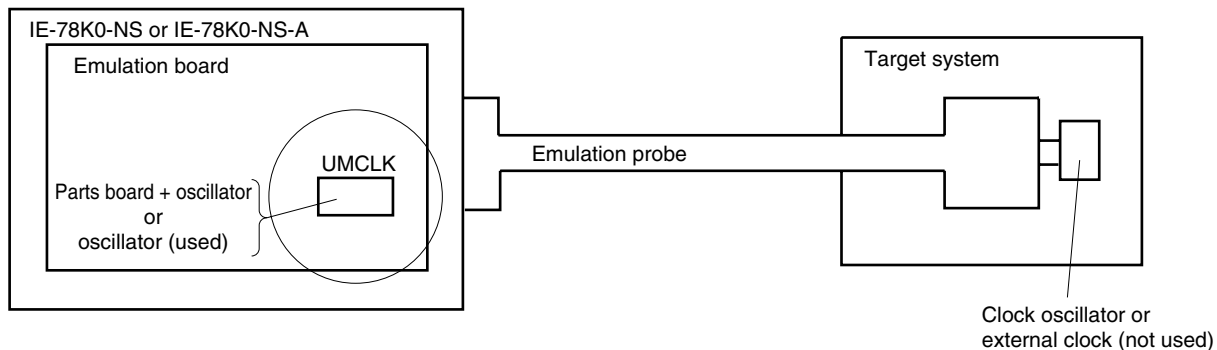 IE-78K0-NS or IE-78K0-NS-A
Emulation board
UMCLK
Parts board + oscillator
or
oscillator (used)
Emulation probe
Target system
Clock oscillator or
external clock (not used)